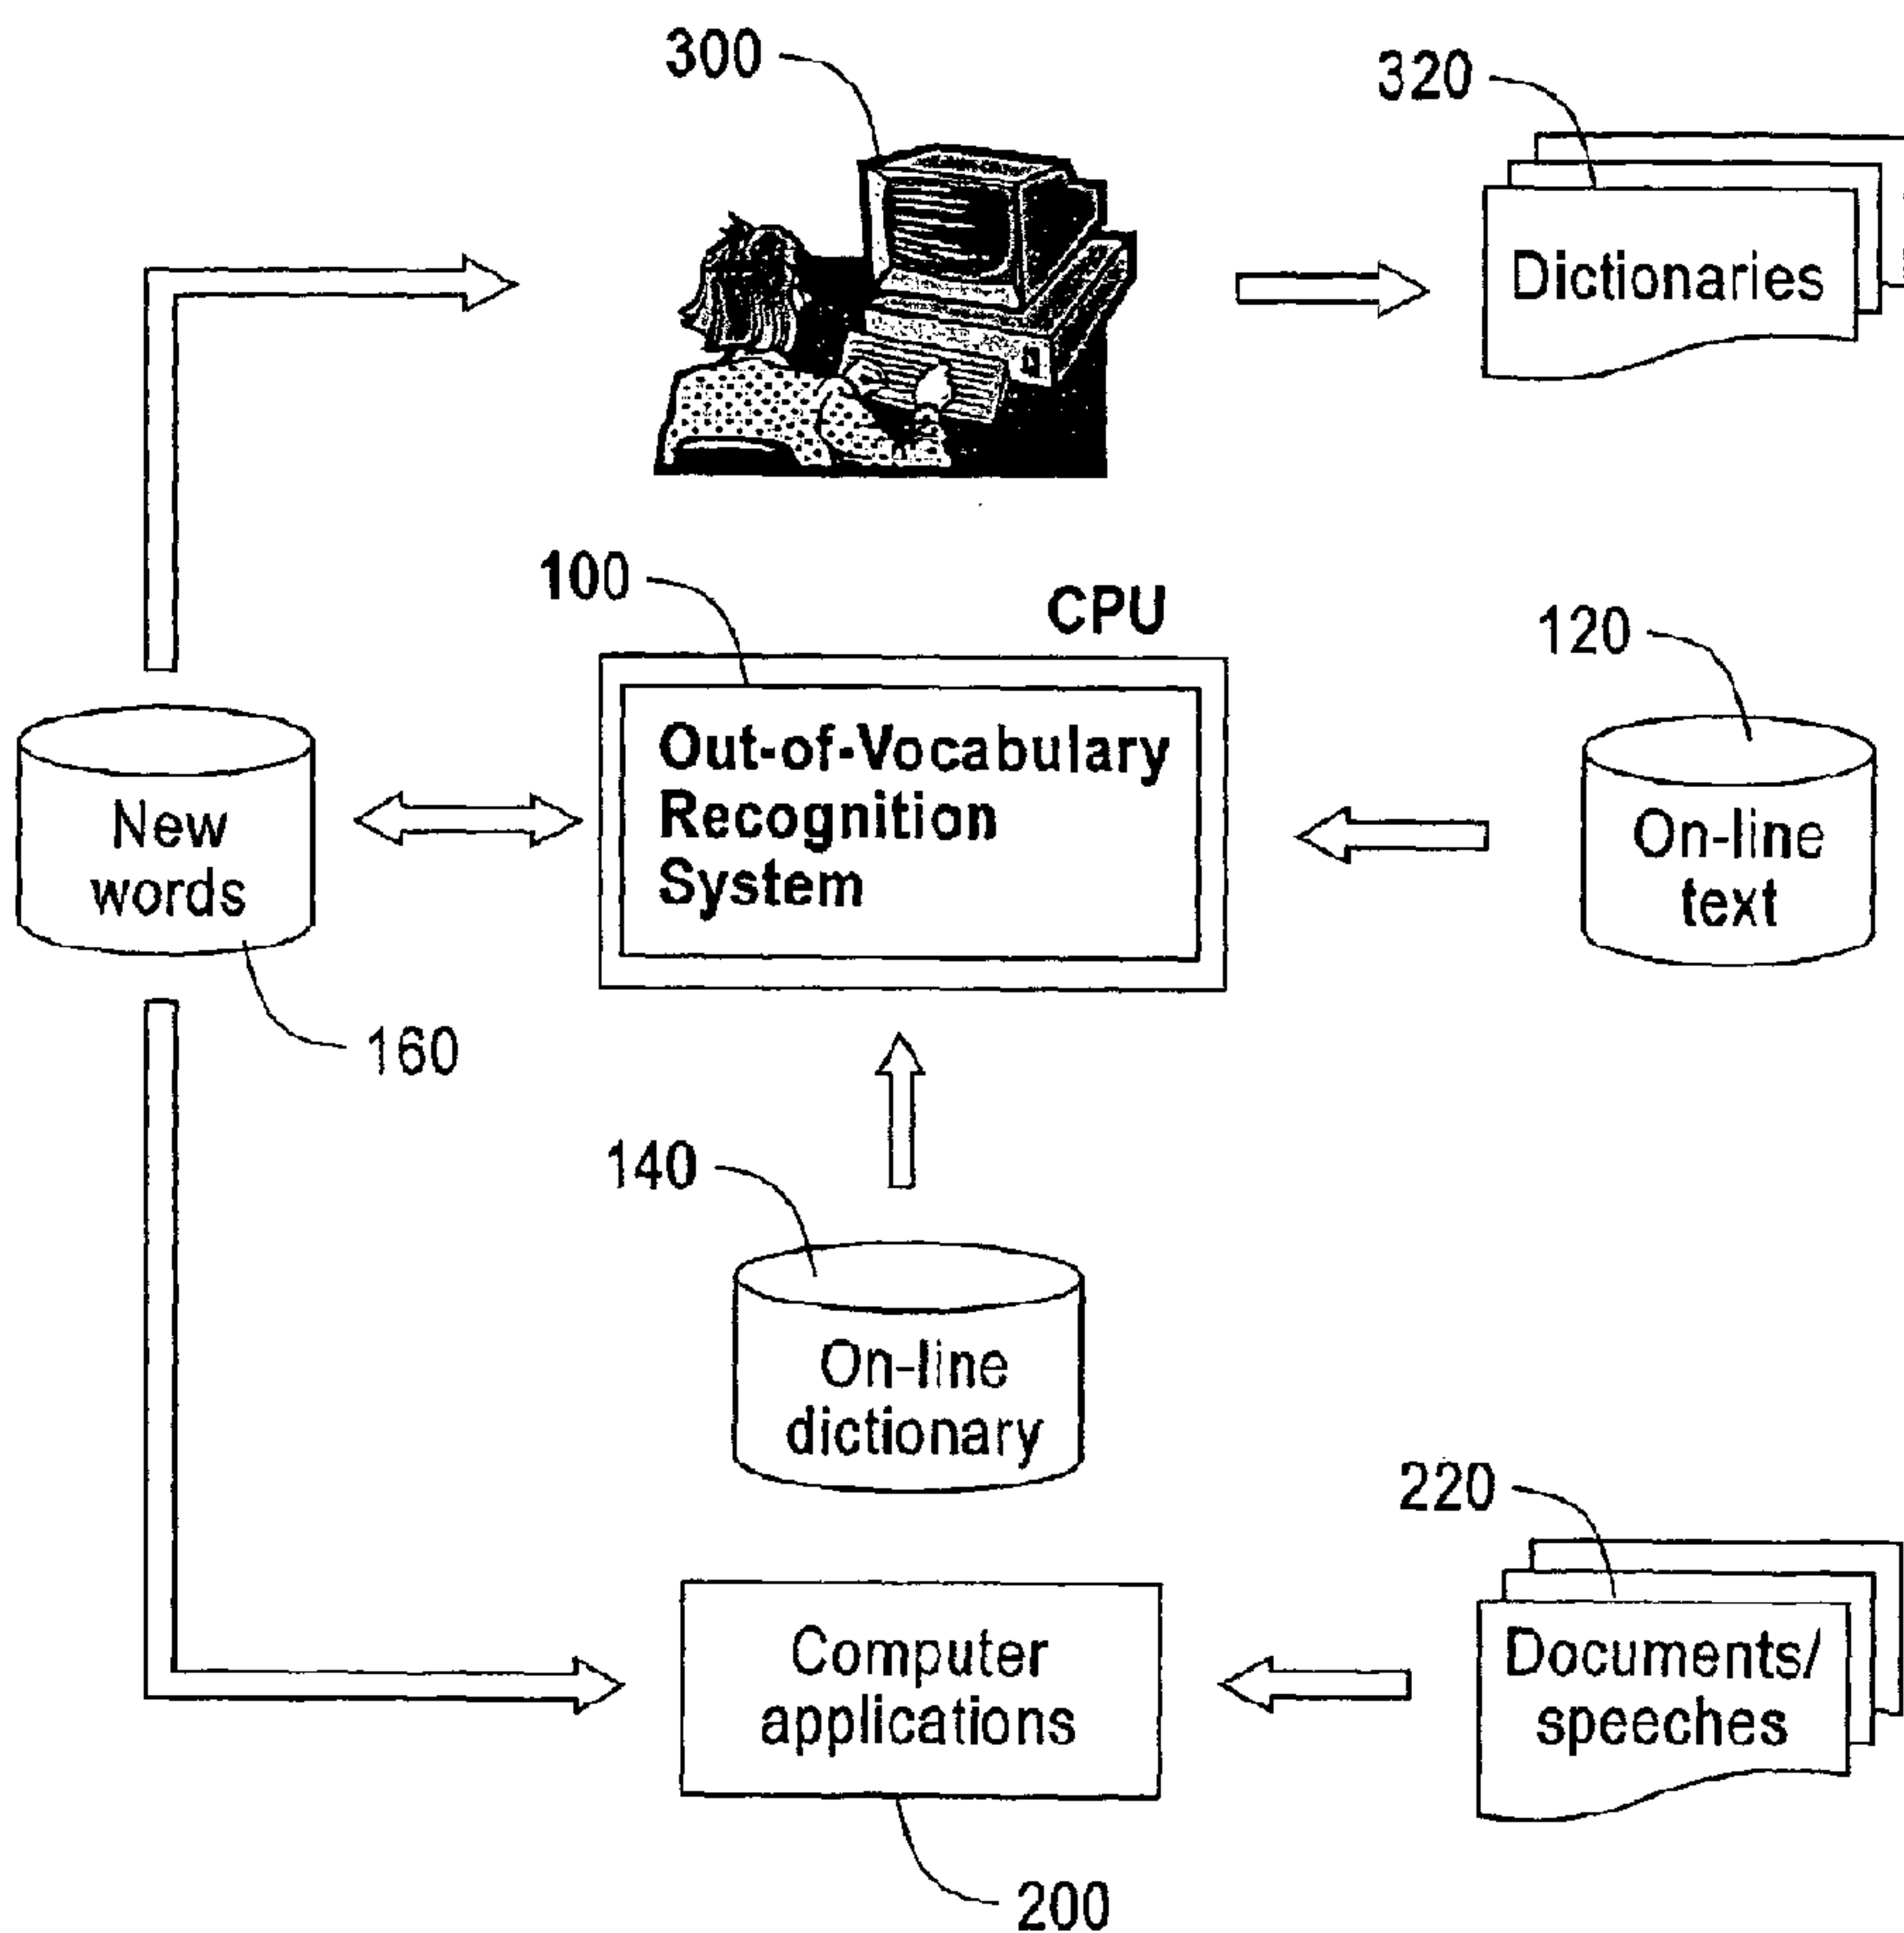 300
320
Dictionaries
100
CPU
120
Out-of-Vocabulary
Recognition
System
New
words
On-line
text
160
140
On-line
dictionary
220
Computer
applications
Documents/
speeches
200